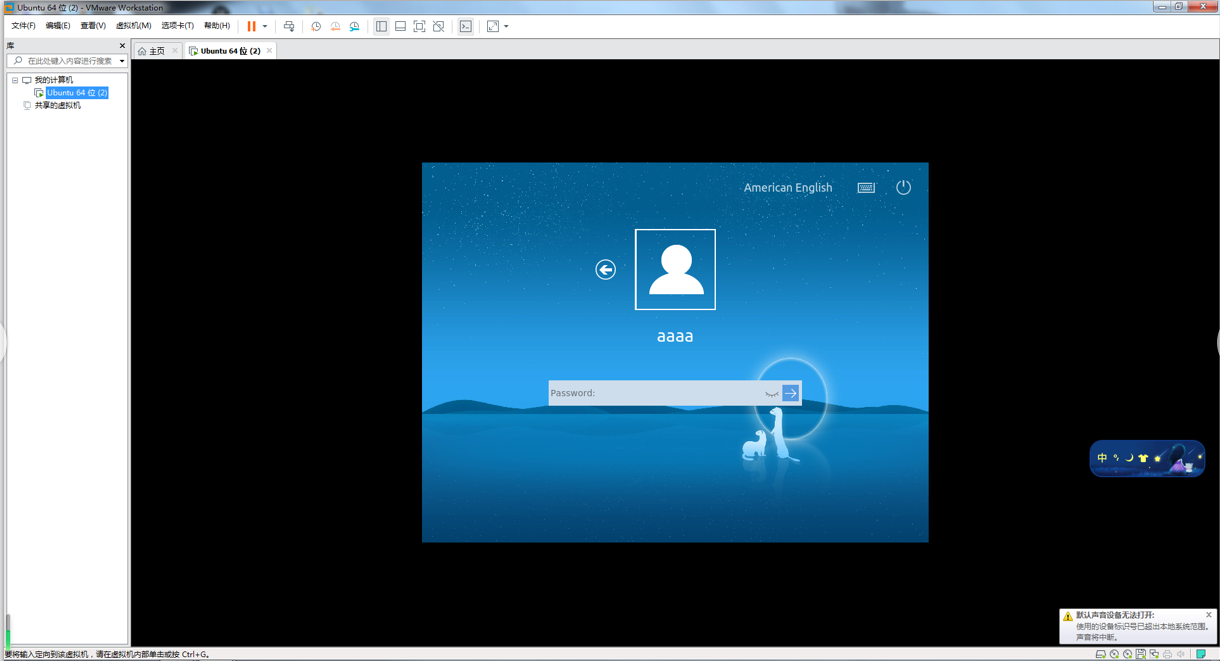 Ubuntu 64 位 (2) - VMware Workstation
文件(F) 编辑(E) 查看(V) 虚拟机(M) 选项卡(T) 帮助(H)
库
在此处键入内容进行搜索
我的计算机
Ubuntu 64 位 (2)
共享的虚拟机
主页
Ubuntu 64 位 (2)
American English
aaaa
Password:
中
默认声音设备无法打开:
使用的设备标识号已超出本地系统范围。
声音将中断。
要将输入定向到该虚拟机，请在虚拟机内部单击或按 Ctrl+G。